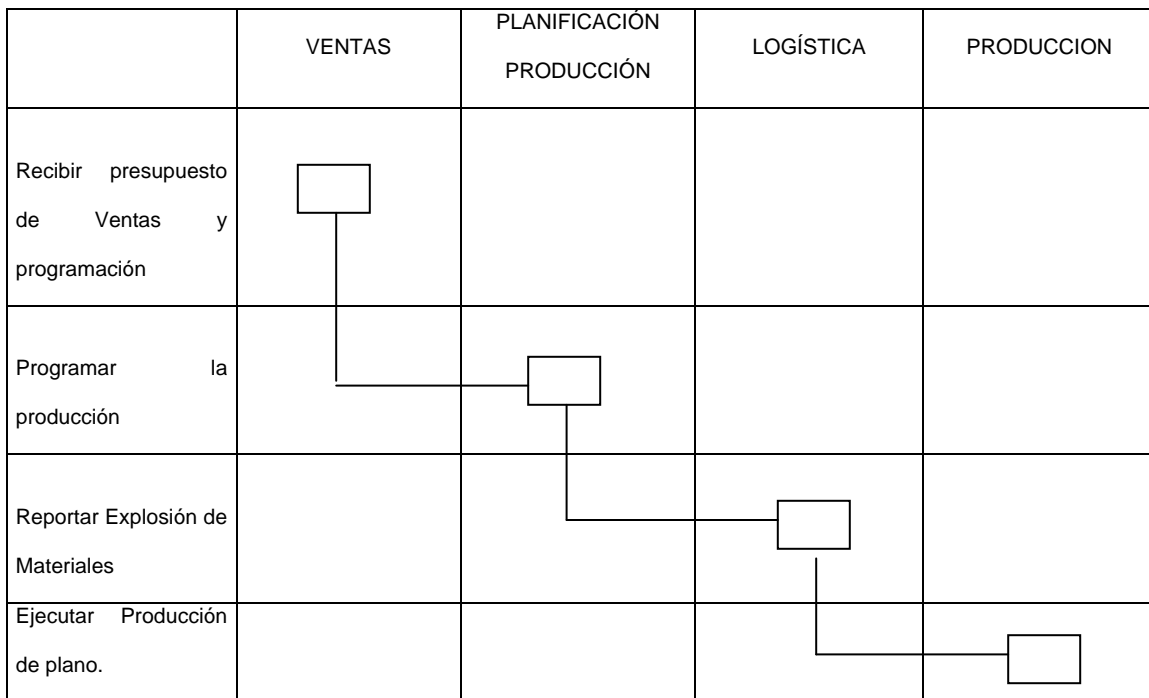 VENTAS
PLANIFICACIÓN
PRODUCCIÓN
LOGÍSTICA
PRODUCCION
Recibir presupuesto
de Ventas y
programación
Programar la
producción
Reportar Explosión de
Materiales
Ejecutar Producción
de plano.